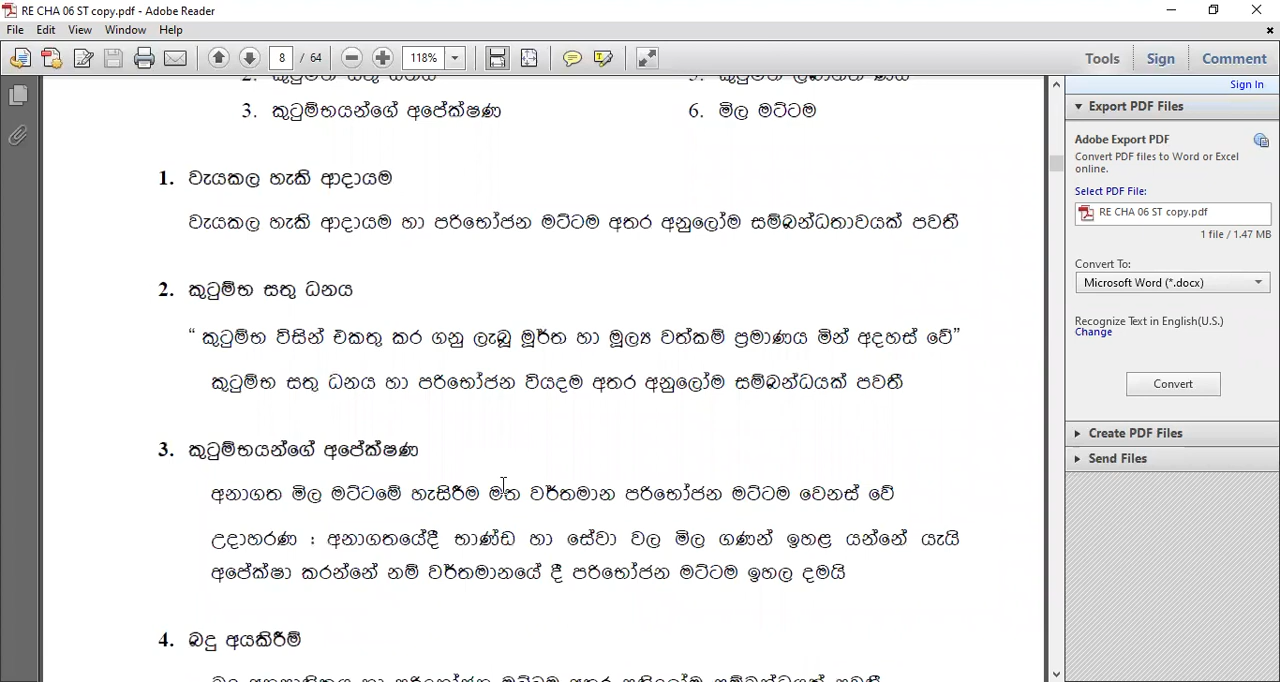 RE CHA 06 ST copy.pdf - Adobe Reader
File Edit View Window Help
8 / 64 118% Tools Sign Comment
Sign In
2. කුටුම්භ සතු ධනය
3. කුටුම්භයන්ගේ අපේක්ෂණ 6. මිල මට්ටම
1. වැයකල හැකි ආදායම
වැයකල හැකි ආදායම හා පරිභෝජන මට්ටම අතර අනුලෝම සම්බන්ධතාවයක් පවතී
2. කුටුම්භ සතු ධනය
“ කුටුම්භ විසින් එකතු කර ගනු ලැබූ මූර්ත හා මූල්‍ය වත්කම් ප්‍රමාණය මින් අදහස් වේ”
කුටුම්භ සතු ධනය හා පරිභෝජන වියදම අතර අනුලෝම සම්බන්ධයක් පවතී
3. කුටුම්භයන්ගේ අපේක්ෂණ
අනාගත මිල මට්ටමේ හැසිරීම මත වර්තමාන පරිභෝජන මට්ටම වෙනස් වේ
උදාහරණ : අනාගතයේදී භාණ්ඩ හා සේවා වල මිල ගණන් ඉහළ යන්නේ යැයි
අපේක්ෂා කරන්නේ නම් වර්තමානයේ දී පරිභෝජන මට්ටම ඉහල දමයි
4. බදු අයකිරීම්
Export PDF Files
Adobe Export PDF
Convert PDF files to Word or Excel
online.
Select PDF File:
RE CHA 06 ST copy.pdf
1 file / 1.47 MB
Convert To:
Microsoft Word (*.docx)
Recognize Text in English(U.S.)
Change
Convert
Create PDF Files
Send Files